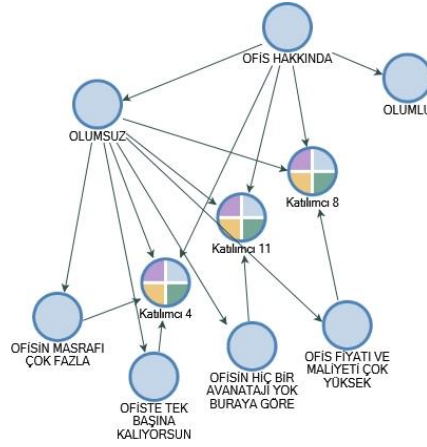 OFİS HAKKINDA
OLUMSUZ
OLUMLU
Katılımcı 8
Katılımcı 11
Katılımcı 4
OFİSİN MASRAFI
ÇOK FAZLA
OFİSTE TEK
BAŞINA
KALIYORSUN
OFİSİN HİÇ BİR
AVANATAJI YOK
BURAYA GÖRE
OFİS FİYATI VE
MALİYETİ ÇOK
YÜKSEK